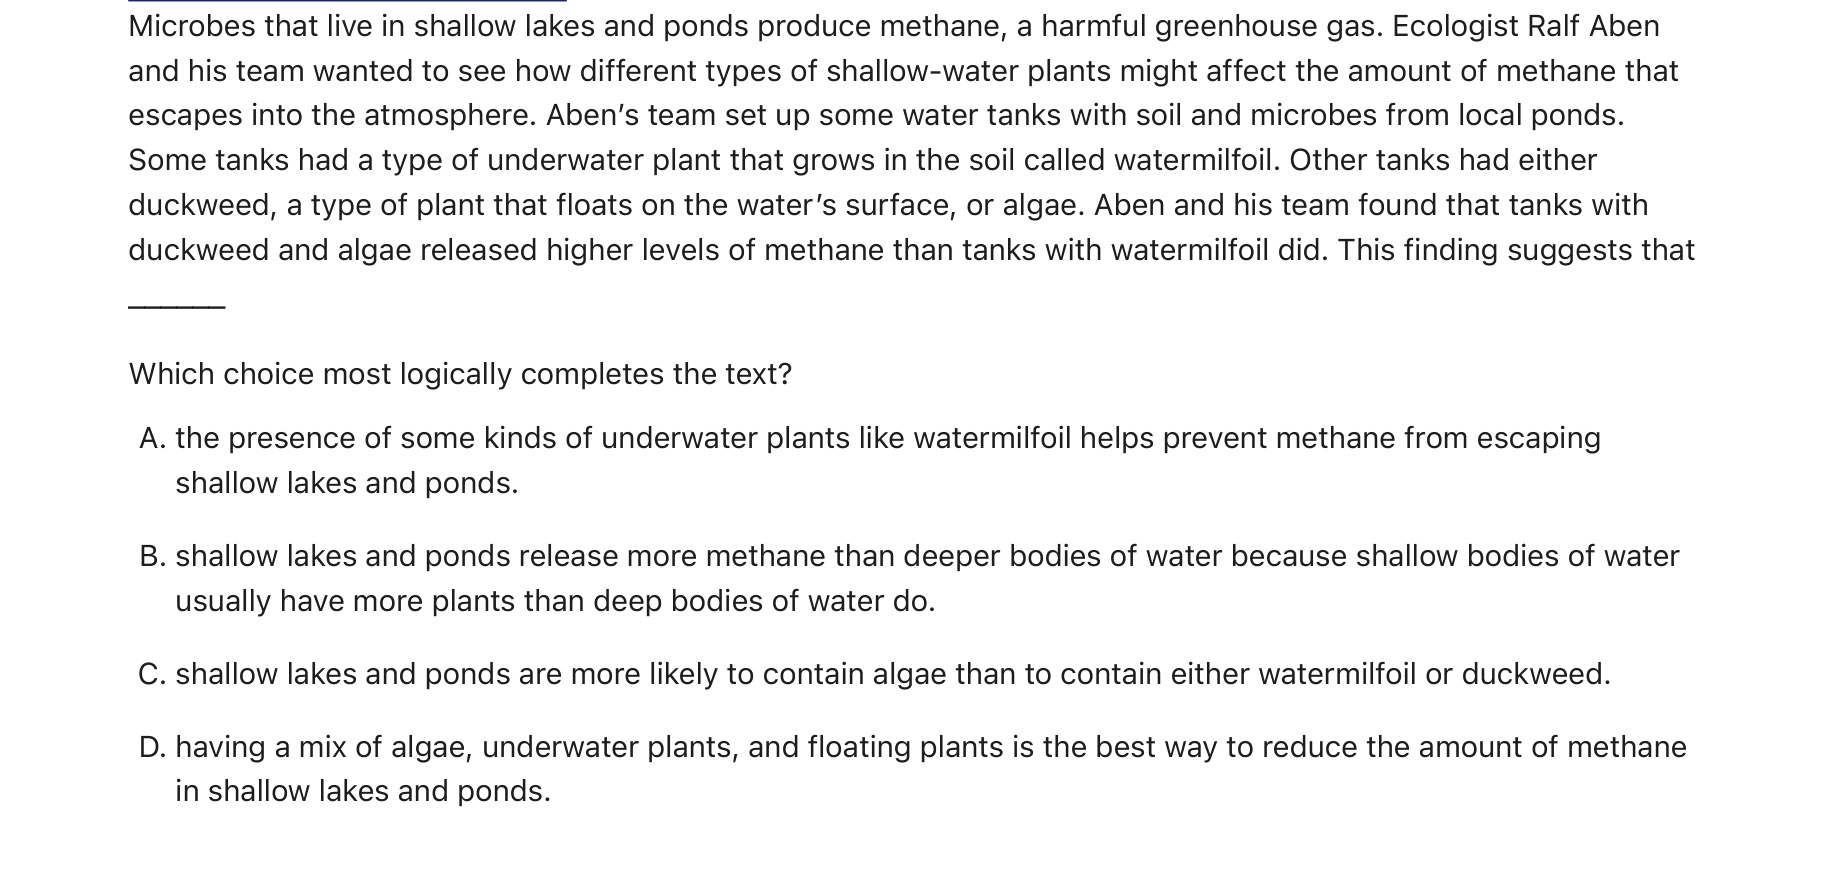 Microbes that live in shallow lakes and ponds produce methane, a harmful greenhouse gas. Ecologist Ralf Aben
and his team wanted to see how different types of shallow-water plants might affect the amount of methane that
escapes into the atmosphere. Aben’s team set up some water tanks with soil and microbes from local ponds.
Some tanks had a type of underwater plant that grows in the soil called watermilfoil. Other tanks had either
duckweed, a type of plant that floats on the water’s surface, or algae. Aben and his team found that tanks with
duckweed and algae released higher levels of methane than tanks with watermilfoil did. This finding suggests that
______
Which choice most logically completes the text?
A. the presence of some kinds of underwater plants like watermilfoil helps prevent methane from escaping
shallow lakes and ponds.
B. shallow lakes and ponds release more methane than deeper bodies of water because shallow bodies of water
usually have more plants than deep bodies of water do.
C. shallow lakes and ponds are more likely to contain algae than to contain either watermilfoil or duckweed.
D. having a mix of algae, underwater plants, and floating plants is the best way to reduce the amount of methane
in shallow lakes and ponds.